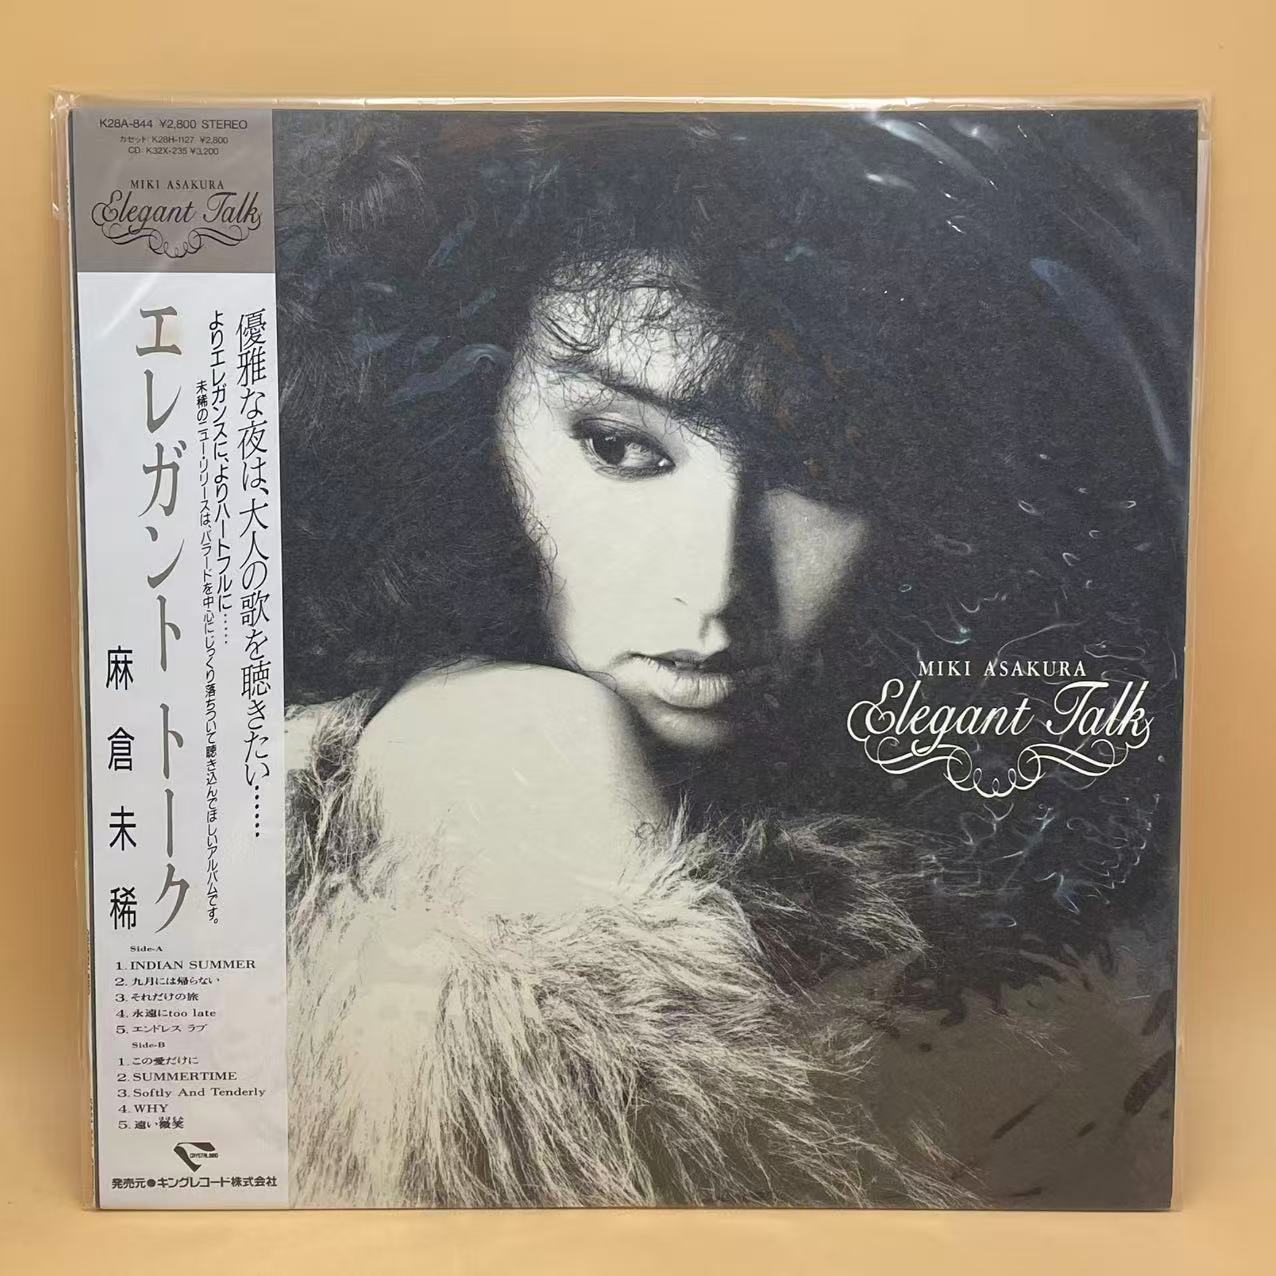 K28A-844 ¥2,800 STEREO
カセット: K28H-1127 ¥2,800
CD: K32X-235 ¥3,200
MIKI ASAKURA
Elegant Talk
優雅な夜は、大人の歌を聴きたい……
よりエレガンスに、よりハートフルに……
未稀のニュー・リリースは、バラードを中心にじっくり落ちついて聴き込んでほしいアルバムです。
エレガント トーク
麻倉未稀
Side-A
1. INDIAN SUMMER
2. 九月には帰らない
3. それだけの旅
4. 永遠にtoo late
5. エンドレス ラブ
Side-B
1. この愛だけに
2. SUMMERTIME
3. Softly And Tenderly
4. WHY
5. 遠い微笑
発売元●キングレコード株式会社
MIKI ASAKURA
Elegant Talk